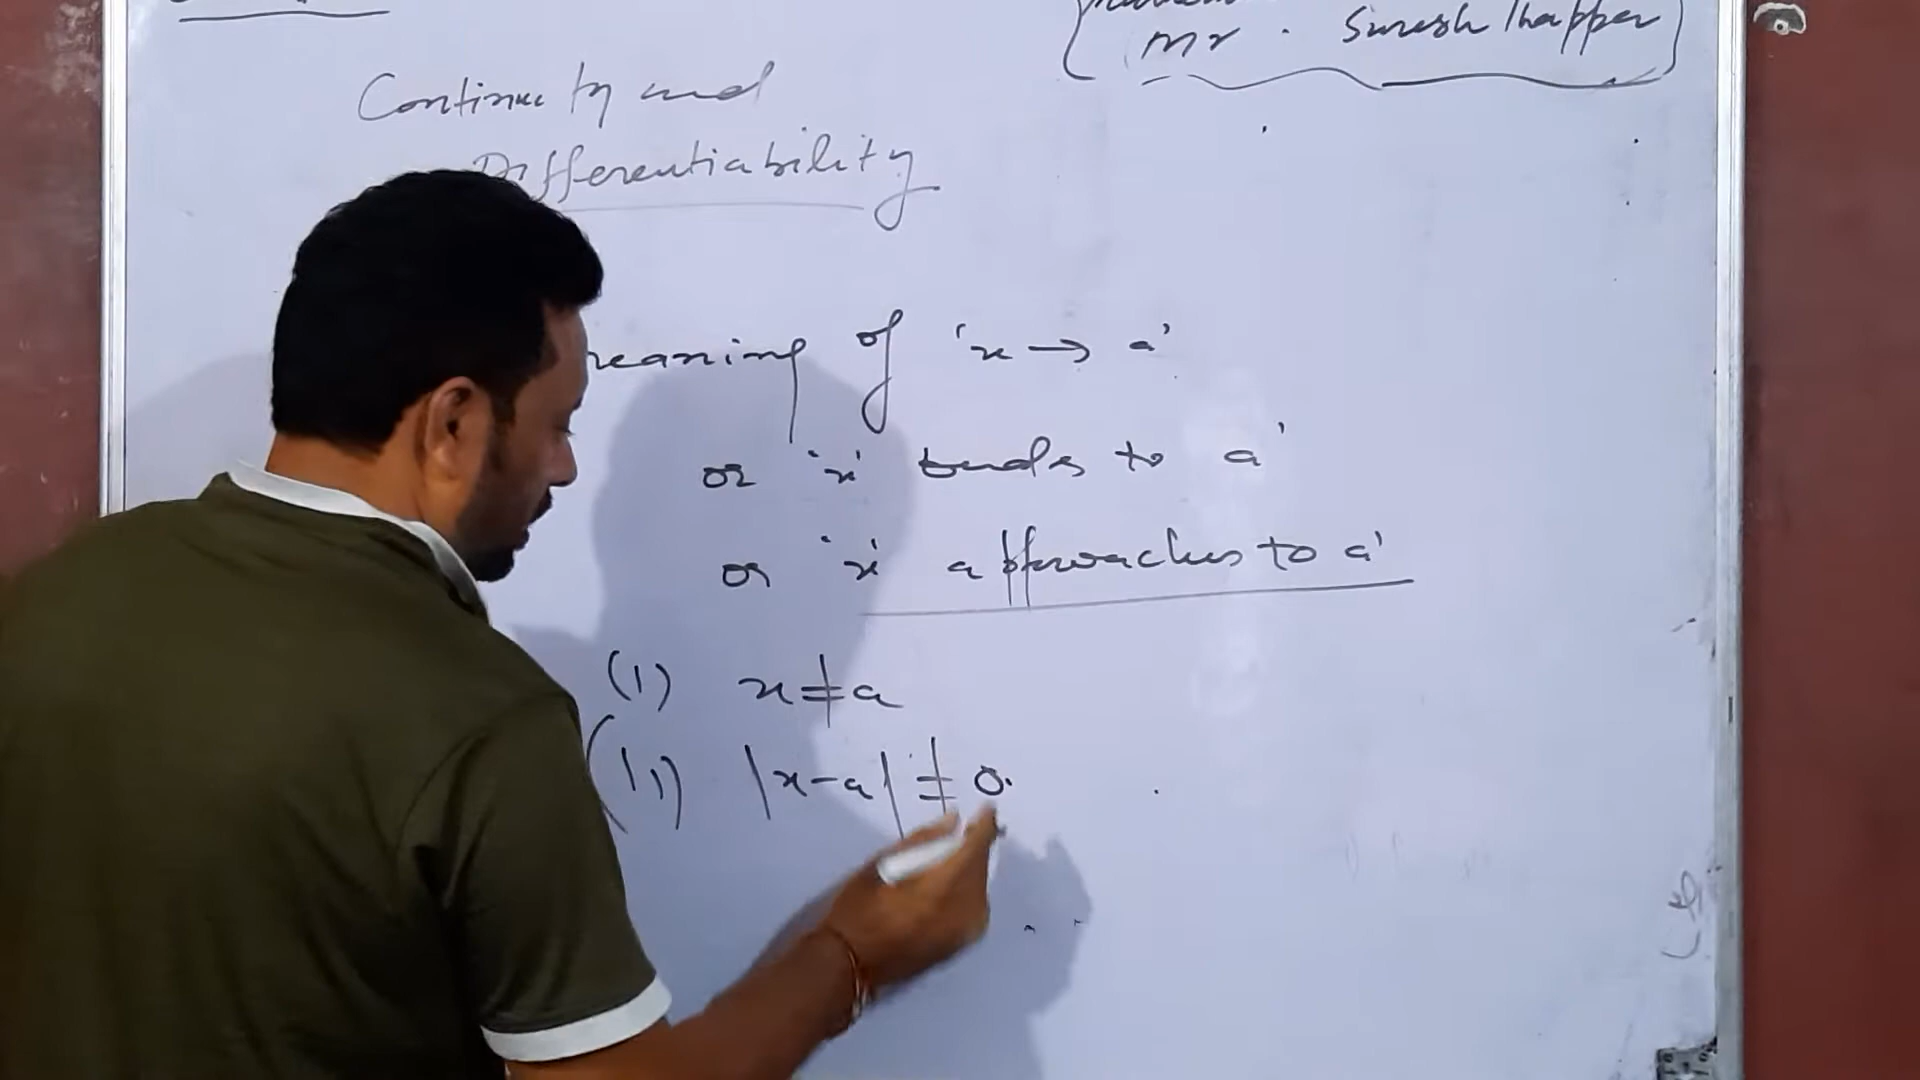 Mr. Suresh Thapper
Continuity and
Differentiability
meaning of 'x → a'
or 'x' tends to a'
or 'x' approaches to a'
(1) x ≠ a
(11) |x-a| ≠ 0.